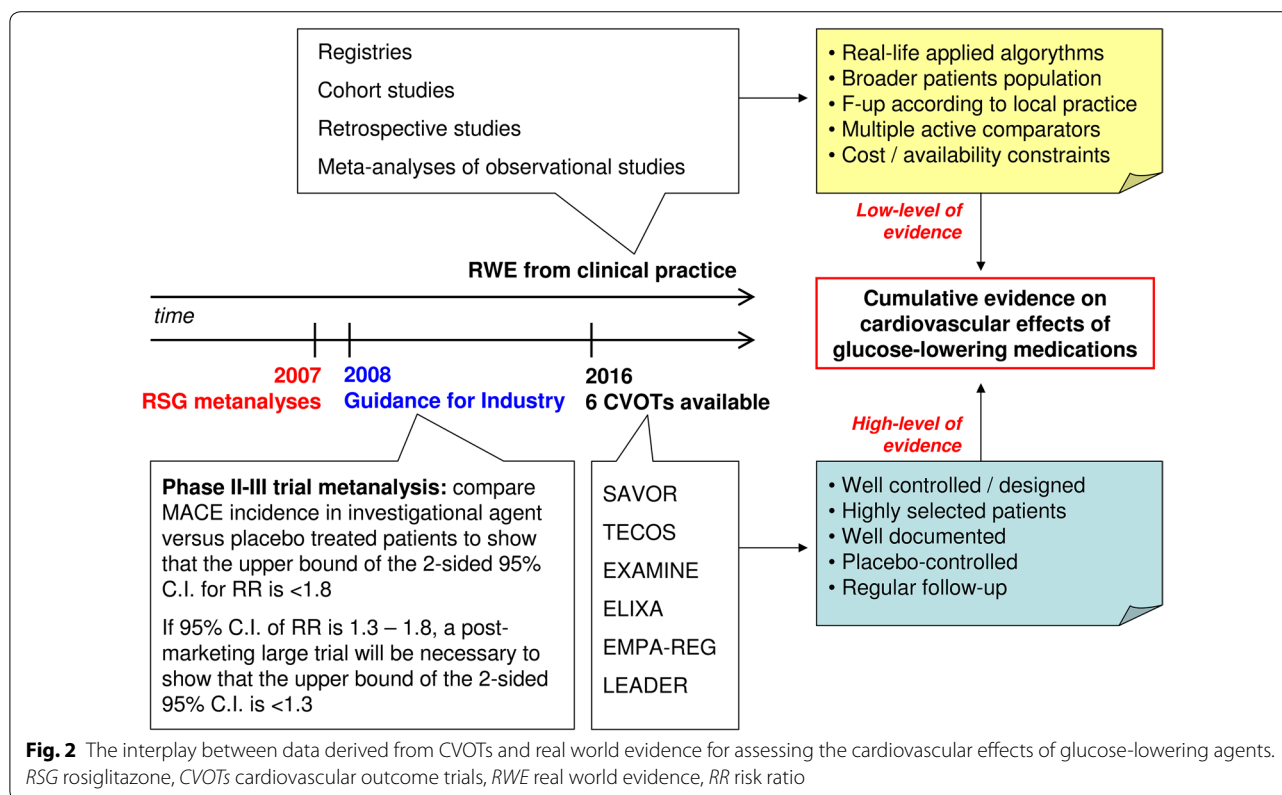 Registries
Cohort studies
Retrospective studies
Meta-analyses of observational studies
• Real-life applied algorythms
• Broader patients population
• F-up according to local practice
• Multiple active comparators
• Cost / availability constraints
Low-level of
evidence
RWE from clinical practice
time
2007
RSG metanalyses
2008
Guidance for Industry
2016
6 CVOTs available
Cumulative evidence on
cardiovascular effects of
glucose-lowering medications
High-level of
evidence
Phase II-III trial metanalysis: compare
MACE incidence in investigational agent
versus placebo treated patients to show
that the upper bound of the 2-sided 95%
C.I. for RR is <1.8
If 95% C.I. of RR is 1.3 – 1.8, a post-
marketing large trial will be necessary to
show that the upper bound of the 2-sided
95% C.I. is <1.3
SAVOR
TECOS
EXAMINE
ELIXA
EMPA-REG
LEADER
• Well controlled / designed
• Highly selected patients
• Well documented
• Placebo-controlled
• Regular follow-up
Fig. 2 The interplay between data derived from CVOTs and real world evidence for assessing the cardiovascular effects of glucose-lowering agents.
RSG rosiglitazone, CVOTs cardiovascular outcome trials, RWE real world evidence, RR risk ratio